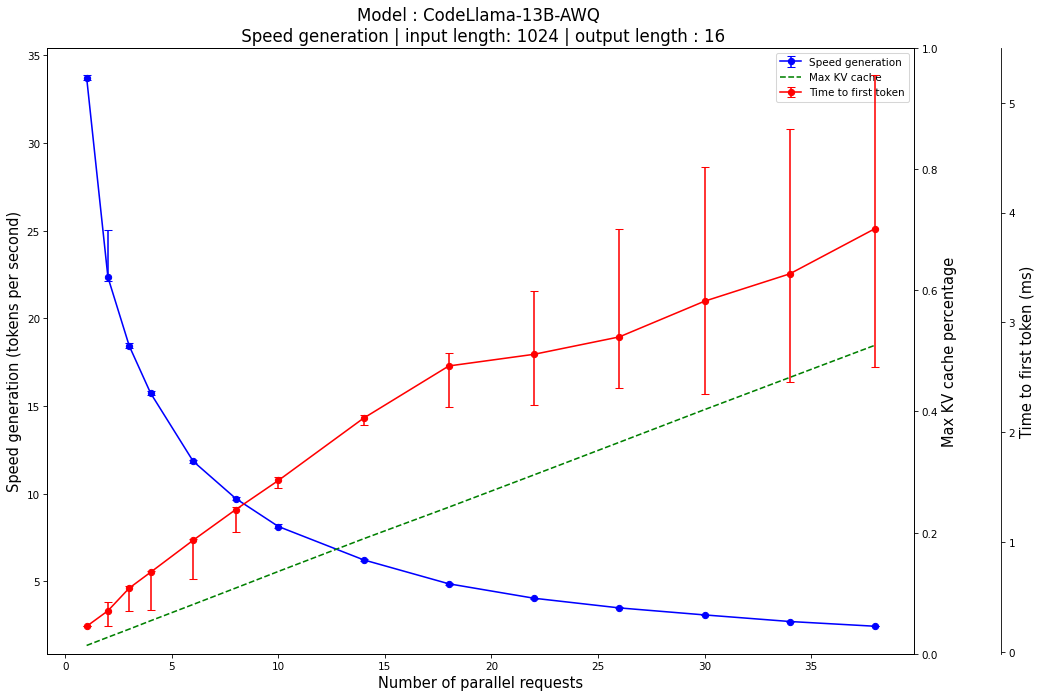 Model : CodeLlama-13B-AWQ
Speed generation | input length: 1024 | output length : 16
Speed generation
Max KV cache
Time to first token
Speed generation (tokens per second)
35
30
25
20
15
10
5
0 5 10 15 20 25 30 35
Number of parallel requests
1.0
0.8
0.6
0.4
0.2
0.0
Max KV cache percentage
5
4
3
2
1
0
Time to first token (ms)